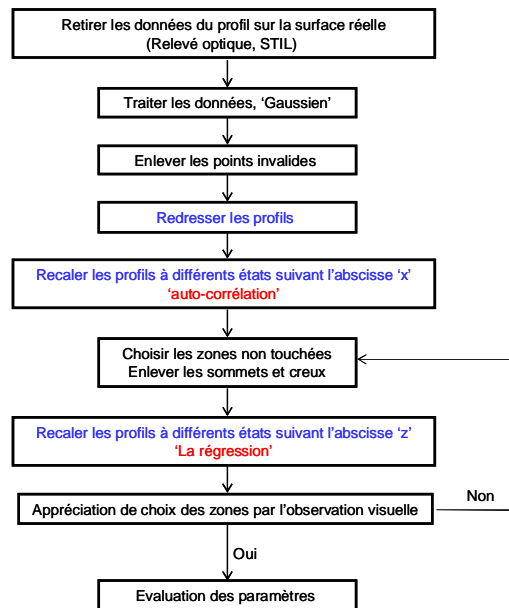 Retirer les données du profil sur la surface réelle
(Relevé optique, STIL)
Traiter les données, ‘Gaussien’
Enlever les points invalides
Redresser les profils
Recaler les profils à différents états suivant l’abscisse ‘x’
‘auto-corrélation’
Choisir les zones non touchées
Enlever les sommets et creux
Recaler les profils à différents états suivant l’abscisse ‘z’
‘La régression’
Appréciation de choix des zones par l’observation visuelle
Non
Oui
Evaluation des paramètres